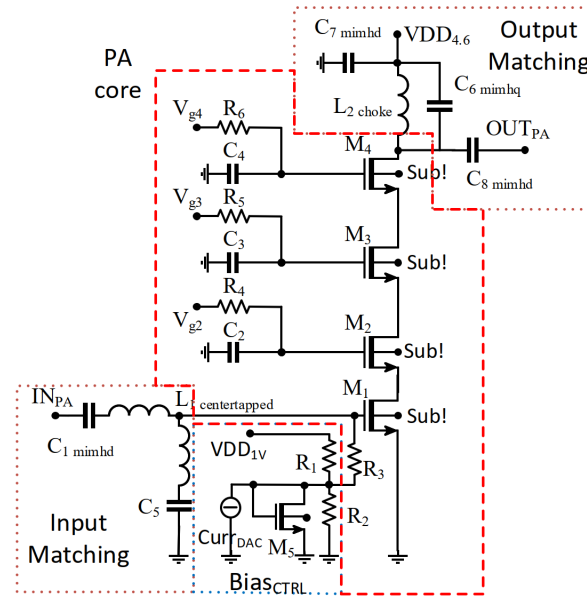 C7 mimhd
VDD4.6
Output
Matching
PA
core
C6 mimhq
L2 choke
Vg4
R6
OUTPA
C4
M4
Sub!
C8 mimhd
Vg3
R5
C3
M3
Sub!
R4
Vg2
C2
M2
Sub!
INPA
L1 centertapped
M1
Sub!
C1 mimhd
VDD1V
R1
R3
C5
R2
CurrDAC
M5
Input
Matching
BiasCTRL